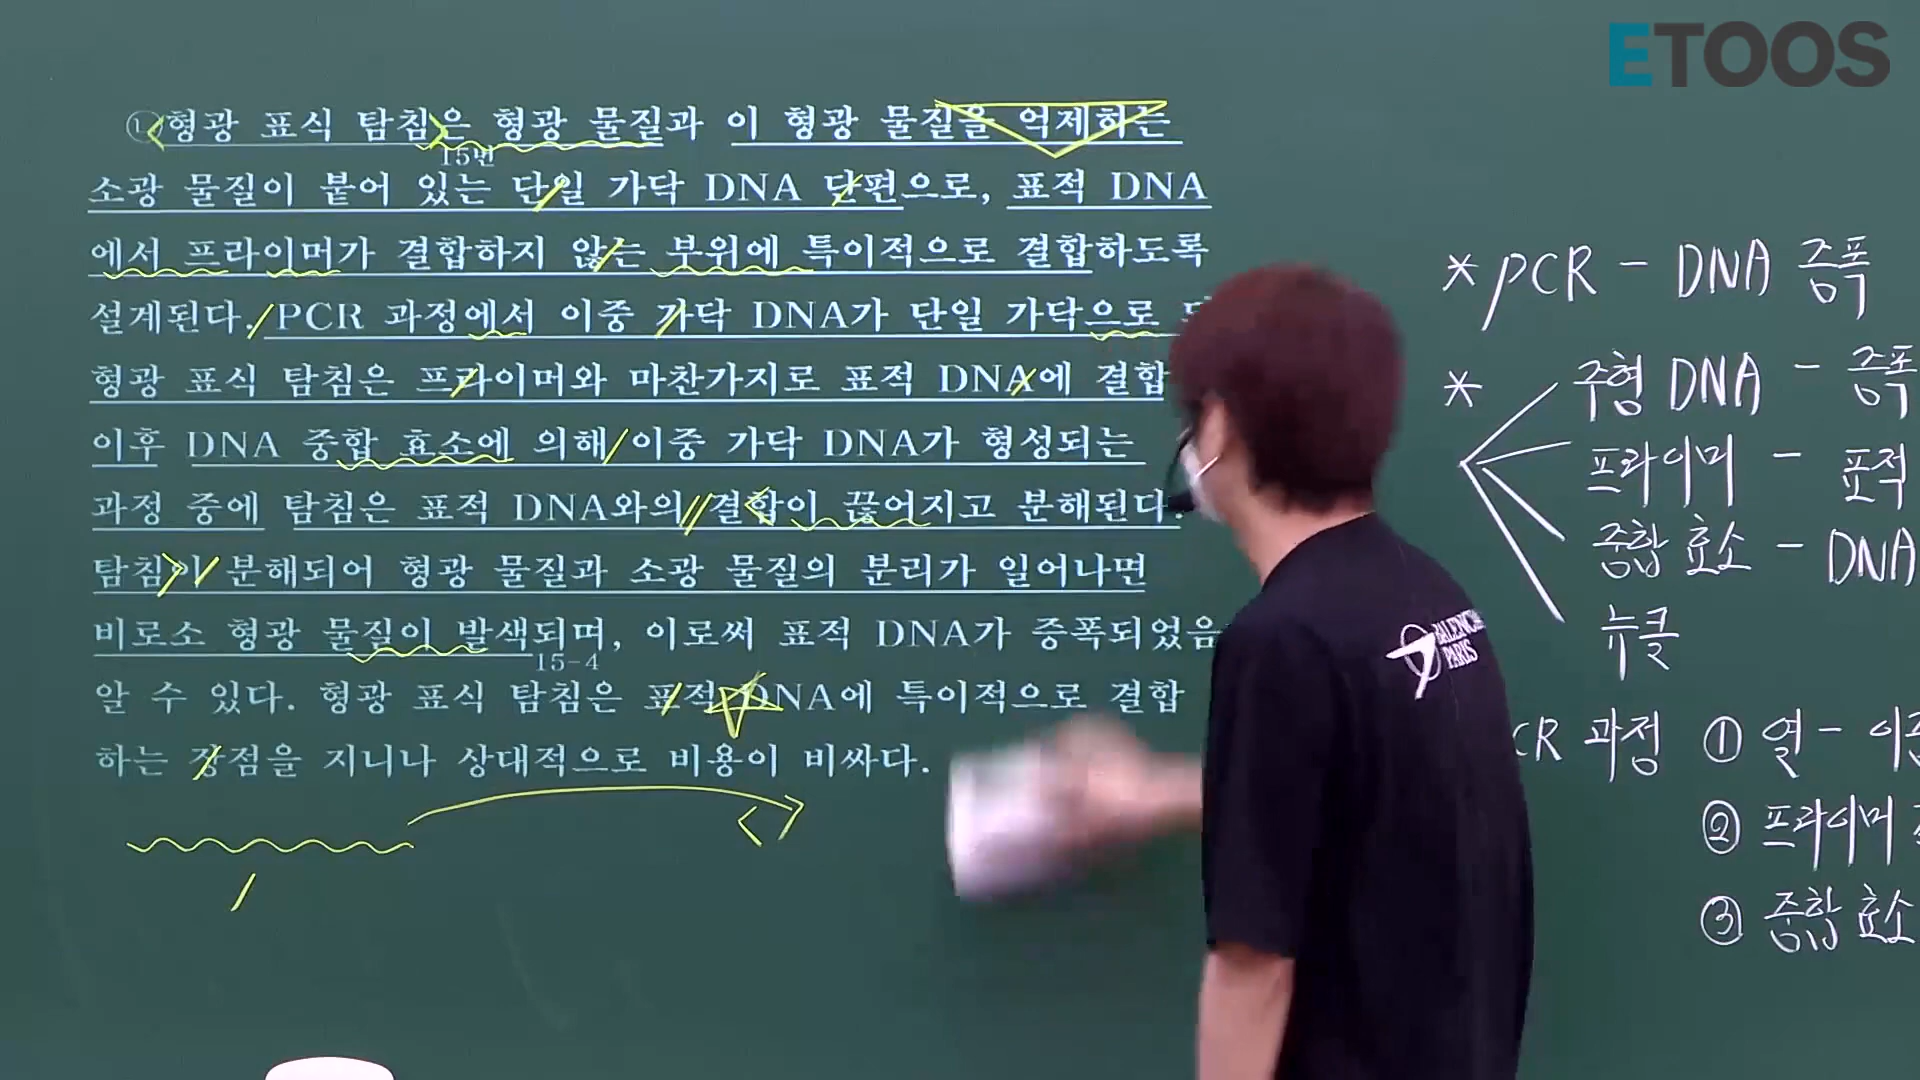 ETOOS
①형광 표식 탐침은 형광 물질과 이 형광 물질을 억제하는
15번
소광 물질이 붙어 있는 단일 가닥 DNA 단편으로, 표적 DNA
에서 프라이머가 결합하지 않는 부위에 특이적으로 결합하도록
설계된다. PCR 과정에서 이중 가닥 DNA가 단일 가닥으로
형광 표식 탐침은 프라이머와 마찬가지로 표적 DNA에 결합
이후 DNA 중합 효소에 의해 이중 가닥 DNA가 형성되는
과정 중에 탐침은 표적 DNA와의 결합이 끊어지고 분해된다.
탐침이 분해되어 형광 물질과 소광 물질의 분리가 일어나면
비로소 형광 물질이 발색되며, 이로써 표적 DNA가 증폭되었음
15-4
알 수 있다. 형광 표식 탐침은 표적 DNA에 특이적으로 결합
하는 장점을 지니나 상대적으로 비용이 비싸다.
* PCR - DNA 증폭
* 주형 DNA - 증폭
프라이머 - 표적
중합 효소 - DNA
뉴클
CR 과정 ① 열 -
② 프라이머
③ 중합 효소
BALENCI
PARIS